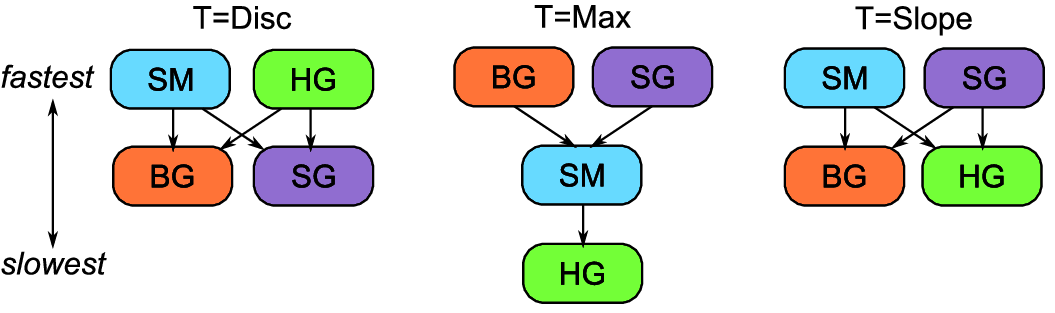 T=Disc T=Max T=Slope
fastest SM HG BG SG SM SG
BG SG SM BG HG
slowest HG